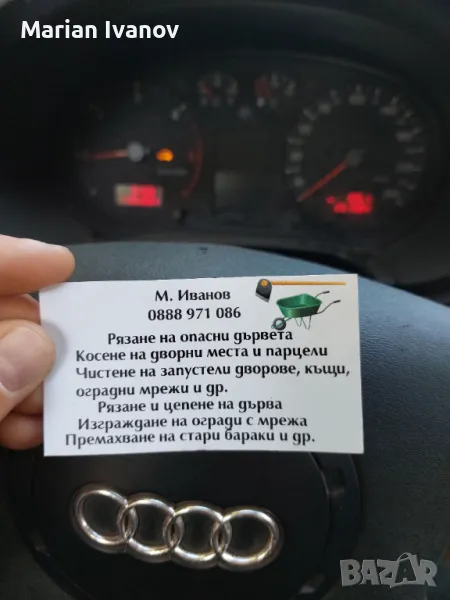 Marian Ivanov
М. Иванов
0888 971 086
Рязане на опасни дървета
Косене на дворни места и парцели
Чистене на запустели дворове, къщи,
оградни мрежи и др.
Рязане и цепене на дърва
Изграждане на огради с мрежа
Премахване на стари бараки и др.
BAZAR